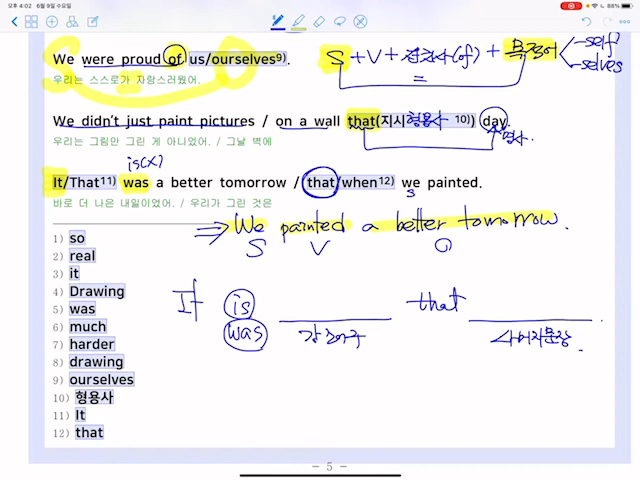 오후 4:02 6월 9일 수요일
88%
We were proud of us/ourselves9).
우리는 스스로가 자랑스러웠어.
S + V + 전치사(of) + 목적어 -self -selves
We didn't just paint pictures / on a wall that(지시형용사 10)) day.
우리는 그림만 그린 게 아니었어. / 그날 벽에
명사.
is(x)
It/That11) was a better tomorrow / that/when12) we painted.
바로 더 나은 내일이었어. / 우리가 그린 것은
S
⇒ We painted a better tomorrow.
S V O
1) so
2) real
3) it
4) Drawing
5) was
6) much
7) harder
8) drawing
9) ourselves
10) 형용사
11) It
12) that
It is that
was 강조어구 나머지문장.
- 5 -